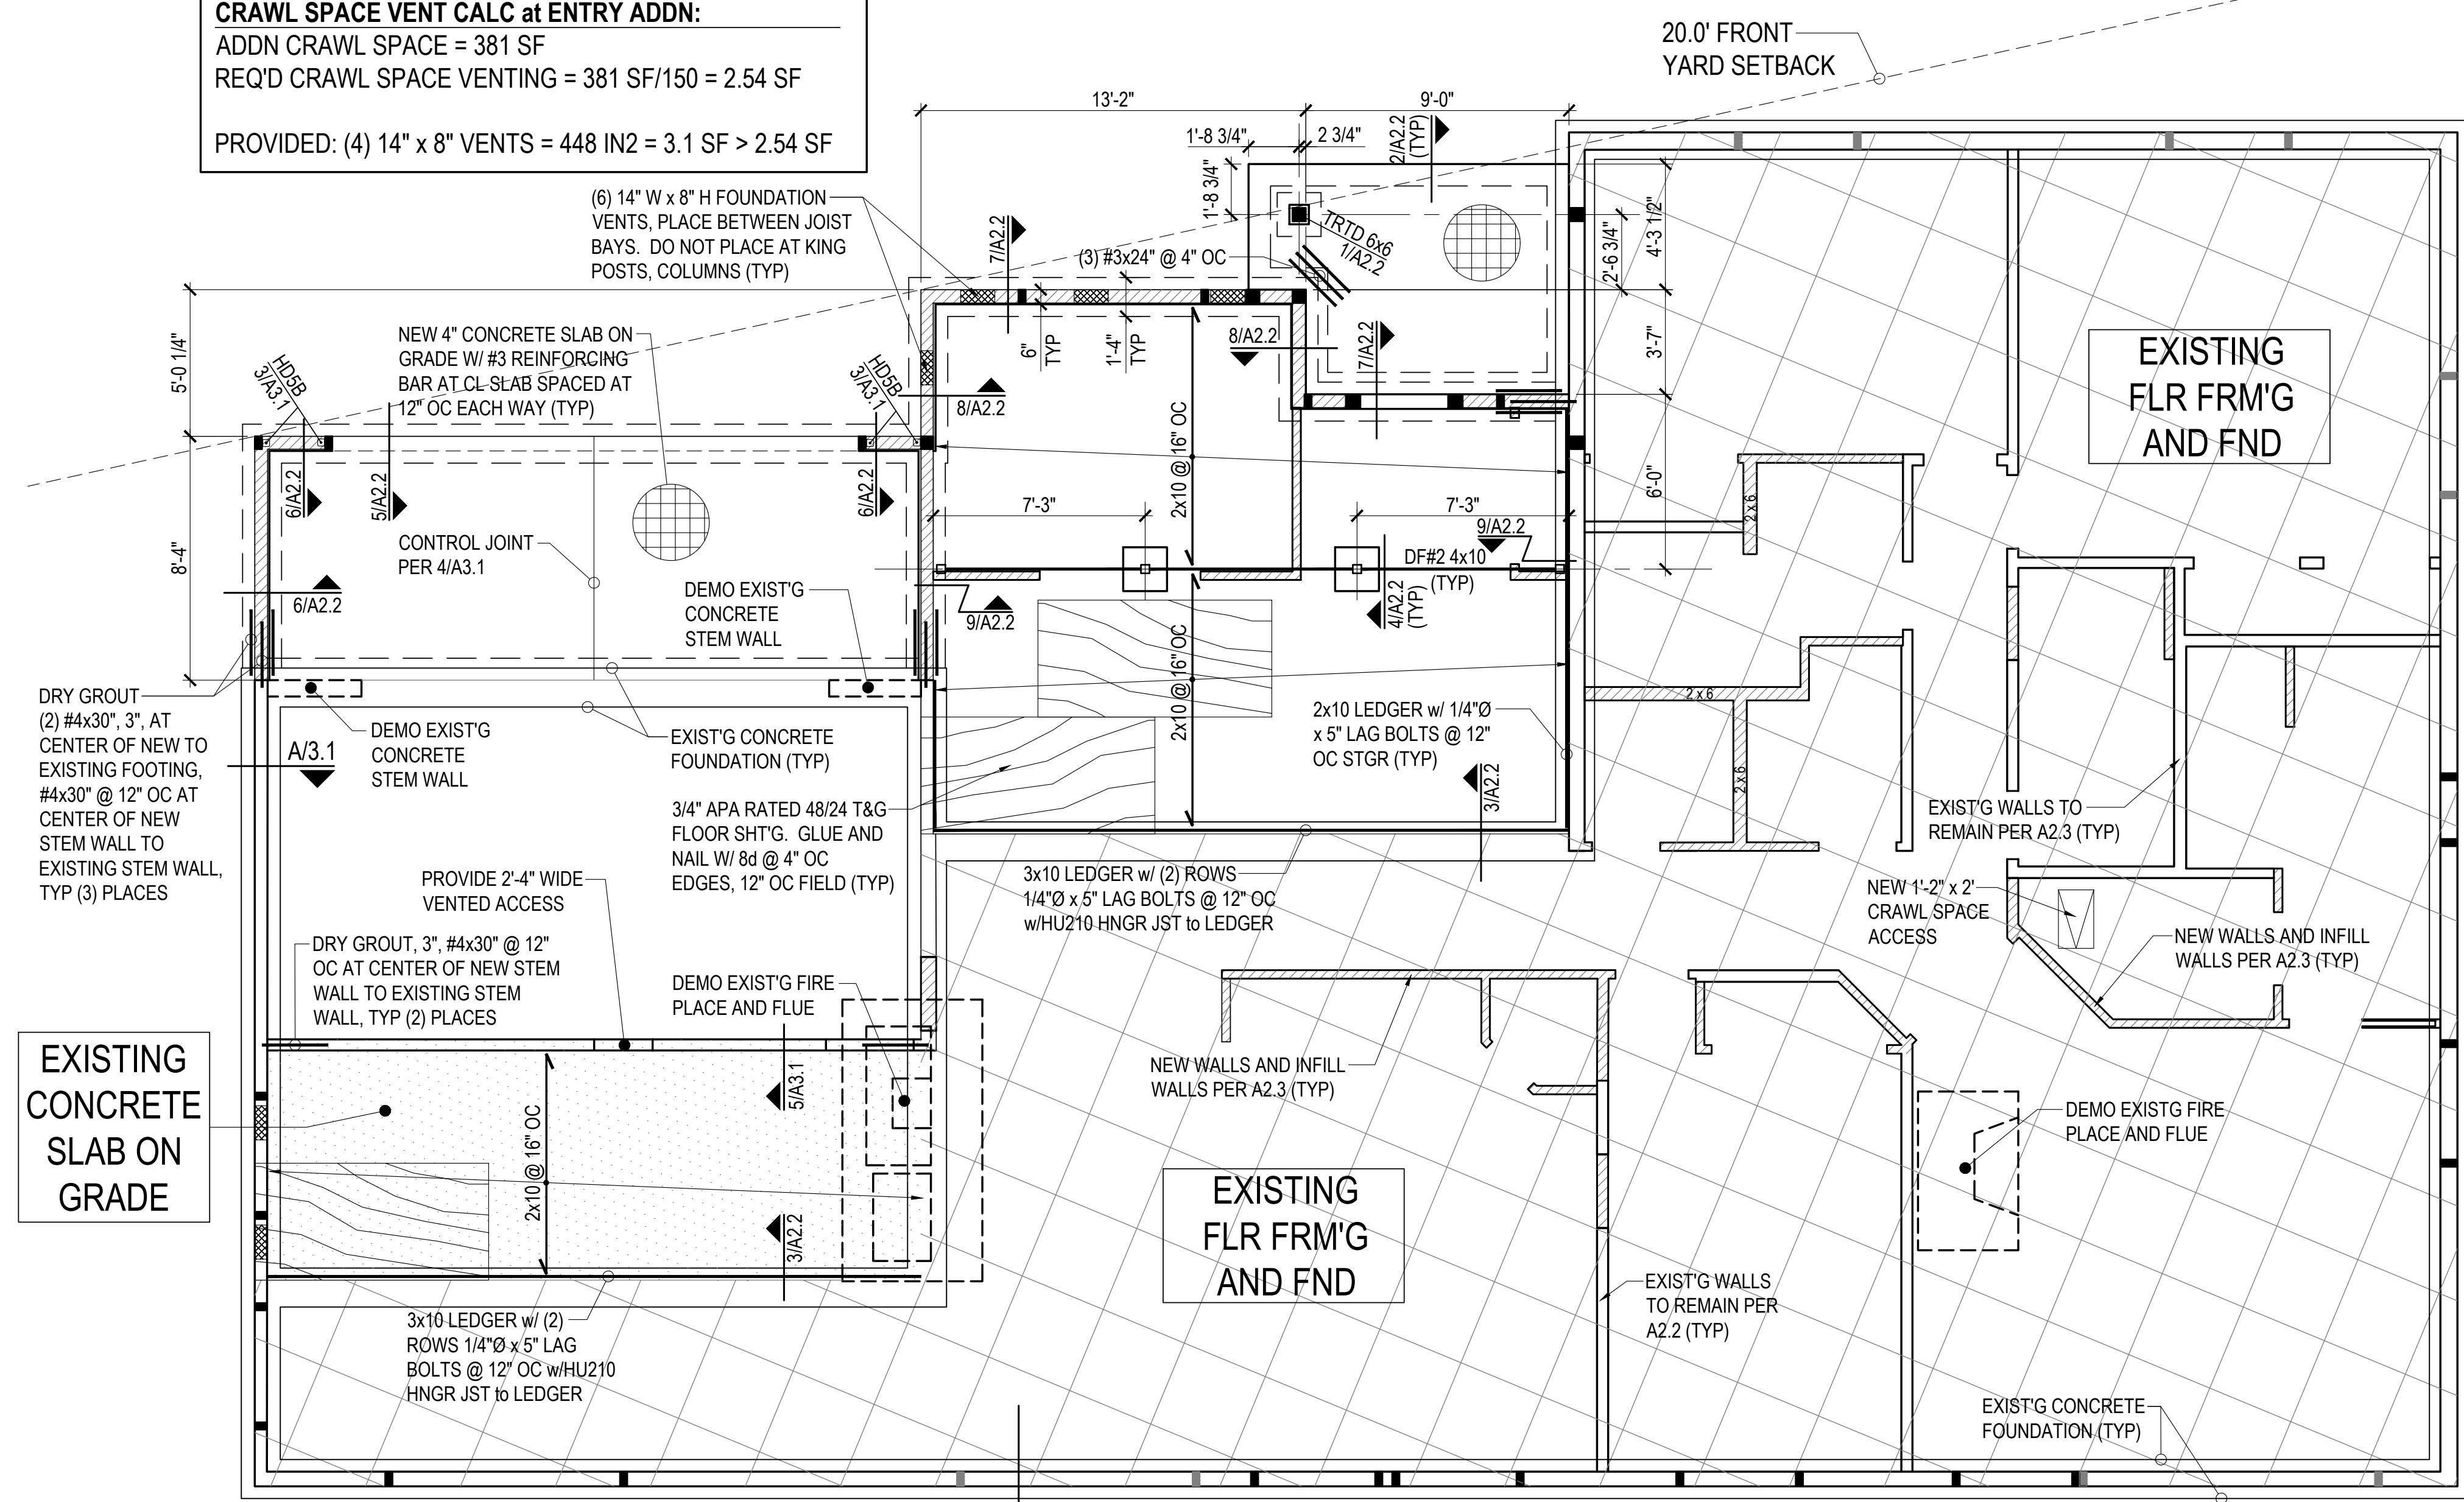 CRAWL SPACE VENT CALC at ENTRY ADDN:
ADDN CRAWL SPACE = 381 SF
REQ'D CRAWL SPACE VENTING = 381 SF/150 = 2.54 SF
PROVIDED: (4) 14" x 8" VENTS = 448 IN2 = 3.1 SF > 2.54 SF
20.0' FRONT
YARD SETBACK
13'-2"
9'-0"
1'-8 3/4"
2 3/4"
2/A2.2
(TYP)
1'-8 3/4"
(6) 14" W x 8" H FOUNDATION
VENTS, PLACE BETWEEN JOIST
BAYS. DO NOT PLACE AT KING
POSTS, COLUMNS (TYP)
7/A2.2
(3) #3x24" @ 4" OC
TRTD 6x6
1/A2.2
2'-6 3/4"
4'-3 1/2"
3'-7"
6'-0"
5'-0 1/4"
8'-4"
NEW 4" CONCRETE SLAB ON
GRADE W/ #3 REINFORCING
BAR AT CL SLAB SPACED AT
12" OC EACH WAY (TYP)
HD5B
3/A3.1
HD5B
3/A3.1
6"
TYP
1'-4"
TYP
8/A2.2
7/A2.2
8/A2.2
EXISTING
FLR FRM'G
AND FND
6/A2.2
5/A2.2
6/A2.2
2x10 @ 16" OC
7'-3"
7'-3"
9/A2.2
DF#2 4x10
(TYP)
4/A2.2
(TYP)
2 x 6
CONTROL JOINT
PER 4/A3.1
6/A2.2
DEMO EXIST'G
CONCRETE
STEM WALL
9/A2.2
2x10 @ 16" OC
2 x 6
2 x 6
DRY GROUT
(2) #4x30", 3", AT
CENTER OF NEW TO
EXISTING FOOTING,
#4x30" @ 12" OC AT
CENTER OF NEW
STEM WALL TO
EXISTING STEM WALL,
TYP (3) PLACES
A/3.1
DEMO EXIST'G
CONCRETE
STEM WALL
EXIST'G CONCRETE
FOUNDATION (TYP)
2x10 LEDGER w/ 1/4"Ø
x 5" LAG BOLTS @ 12"
OC STGR (TYP)
3/A2.2
3/4" APA RATED 48/24 T&G
FLOOR SHT'G. GLUE AND
NAIL W/ 8d @ 4" OC
EDGES, 12" OC FIELD (TYP)
EXIST'G WALLS TO
REMAIN PER A2.3 (TYP)
PROVIDE 2'-4" WIDE
VENTED ACCESS
3x10 LEDGER w/ (2) ROWS
1/4"Ø x 5" LAG BOLTS @ 12" OC
w/HU210 HNGR JST to LEDGER
NEW 1'-2" x 2'
CRAWL SPACE
ACCESS
NEW WALLS AND INFILL
WALLS PER A2.3 (TYP)
DRY GROUT, 3", #4x30" @ 12"
OC AT CENTER OF NEW STEM
WALL TO EXISTING STEM
WALL, TYP (2) PLACES
DEMO EXIST'G FIRE
PLACE AND FLUE
EXISTING
CONCRETE
SLAB ON
GRADE
5/A3.1
NEW WALLS AND INFILL
WALLS PER A2.3 (TYP)
DEMO EXISTG FIRE
PLACE AND FLUE
2x10 @ 16" OC
3/A2.2
EXISTING
FLR FRM'G
AND FND
EXIST'G WALLS
TO REMAIN PER
A2.2 (TYP)
3x10 LEDGER w/ (2)
ROWS 1/4"Ø x 5" LAG
BOLTS @ 12" OC w/HU210
HNGR JST to LEDGER
EXIST'G CONCRETE
FOUNDATION (TYP)